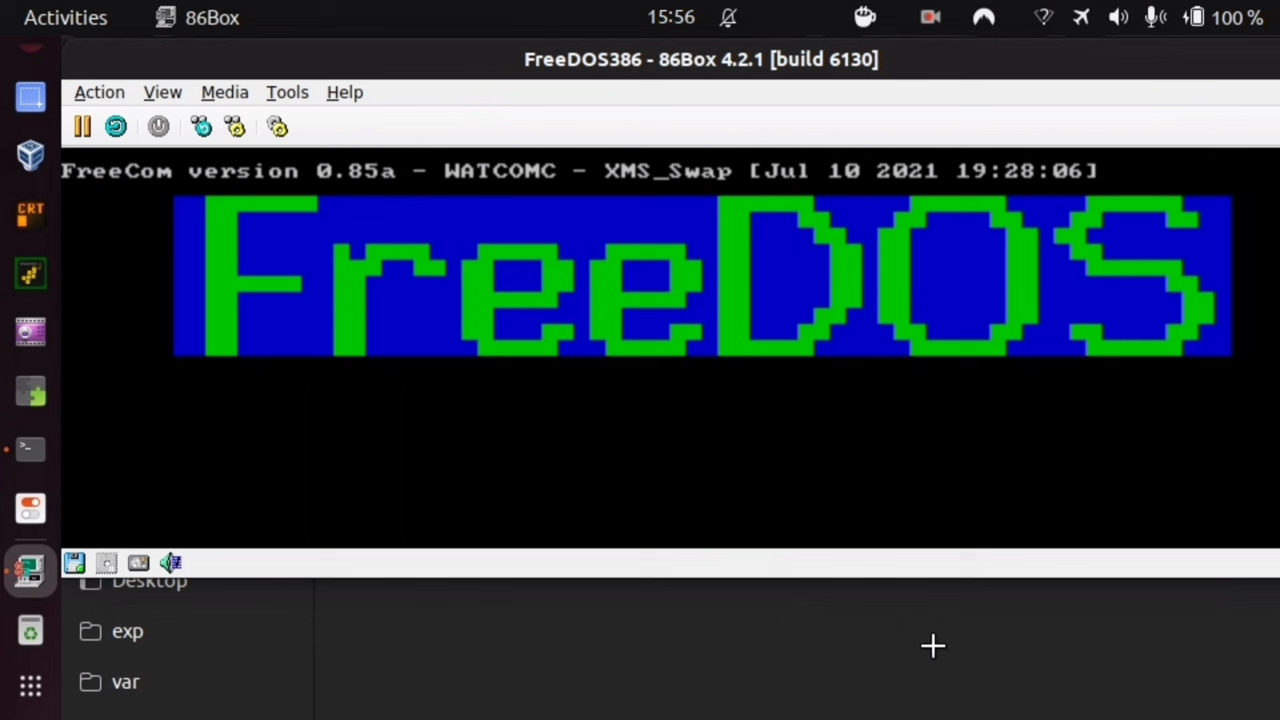 Activities 86Box 15:56 100 %
FreeDOS386 - 86Box 4.2.1 [build 6130]
Action View Media Tools Help
FreeCom version 0.85a - WATCOMC - XMS_Swap [Jul 10 2021 19:28:06]
FreeDOS
CRT
Desktop
exp
var